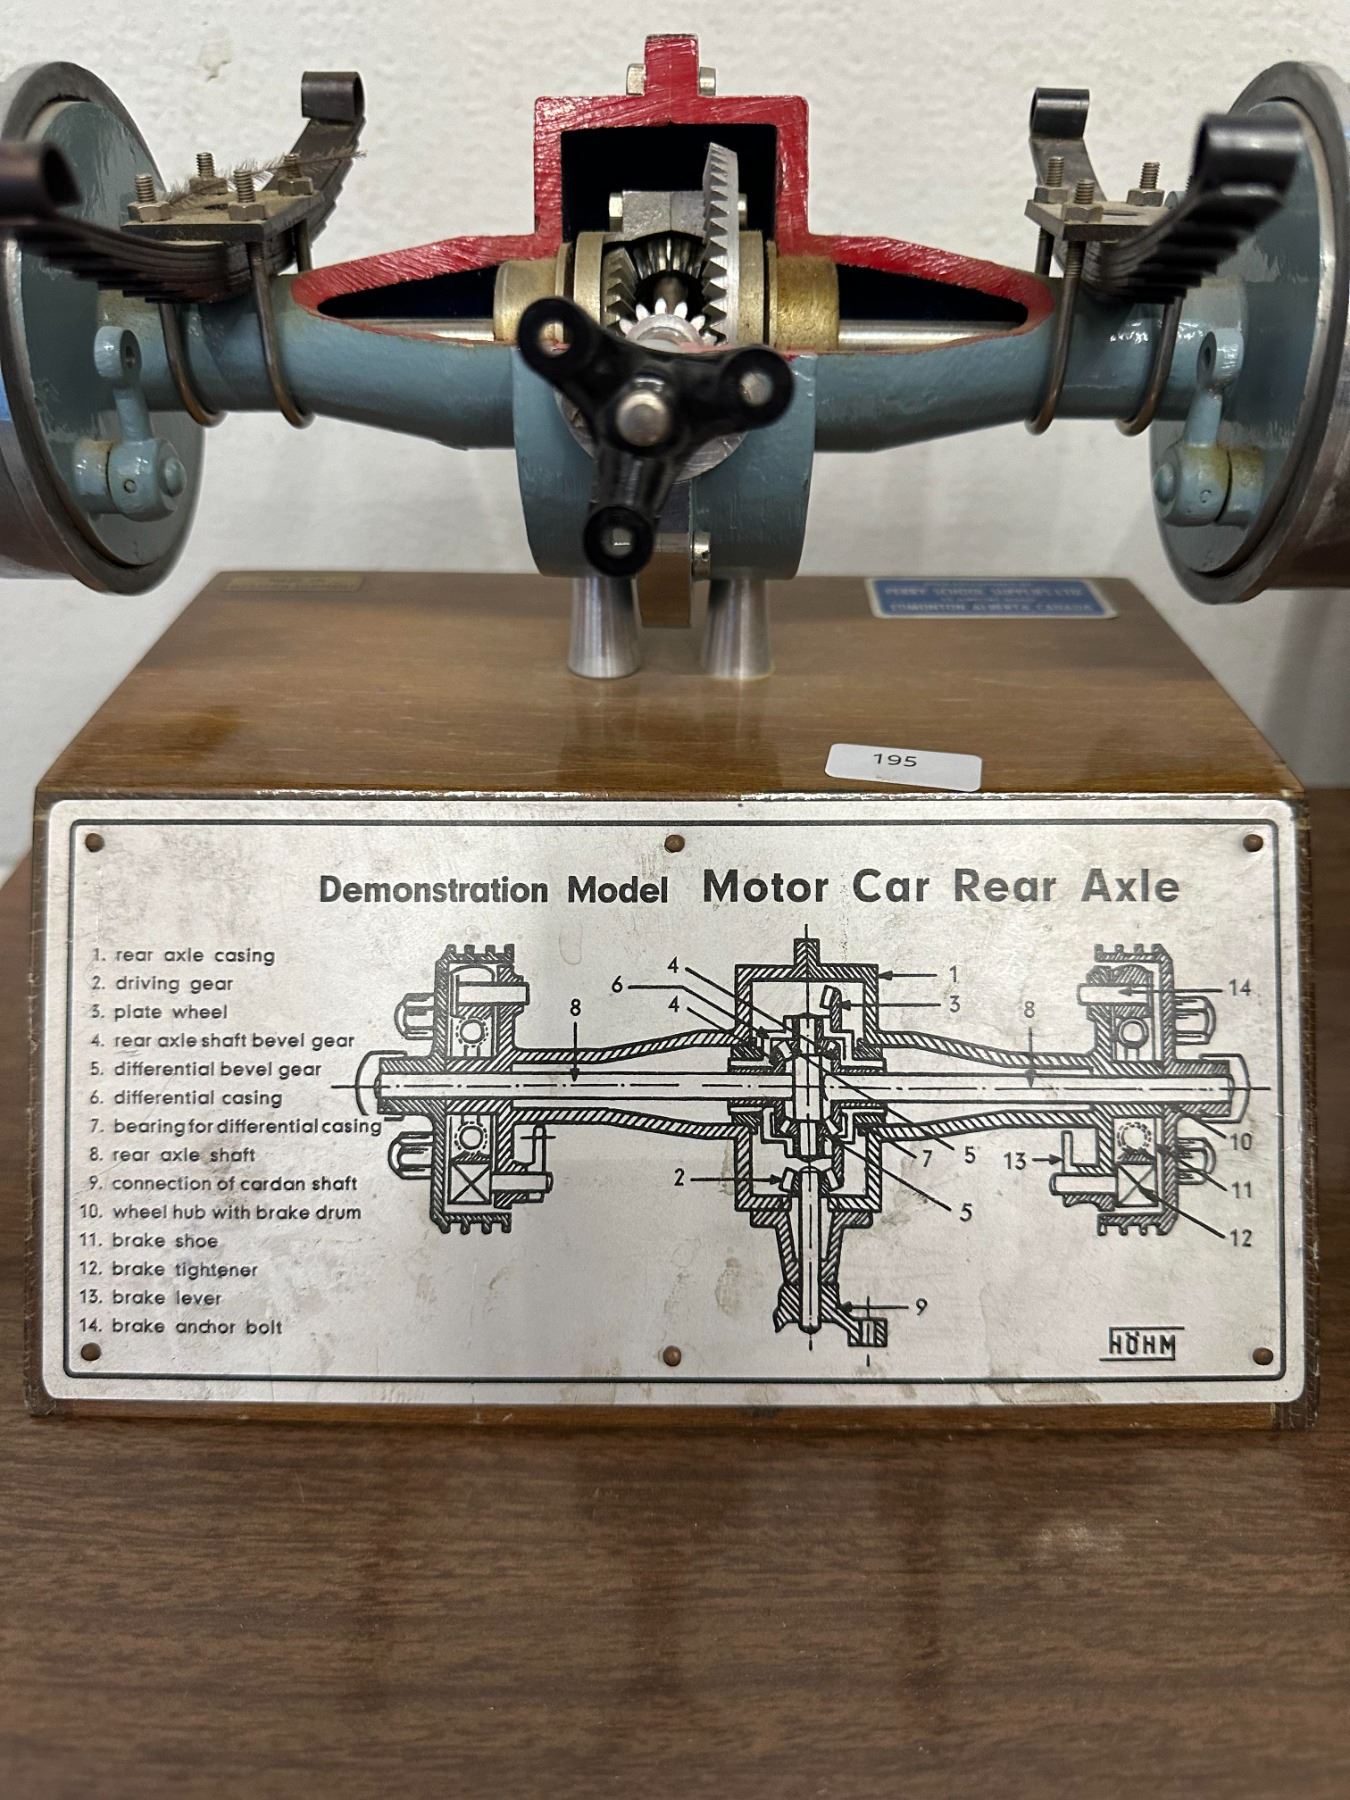 PERRY SCHOOL SUPPLIES LTD.
EDMONTON, ALBERTA, CANADA
195
Demonstration Model Motor Car Rear Axle
1. rear axle casing
2. driving gear
3. plate wheel
4. rear axle shaft bevel gear
5. differential bevel gear
6. differential casing
7. bearing for differential casing
8. rear axle shaft
9. connection of cardan shaft
10. wheel hub with brake drum
11. brake shoe
12. brake tightener
13. brake lever
14. brake anchor bolt
4
6
4
8
1
3
8
14
2
7
5
13
10
11
5
12
9
HÖHM